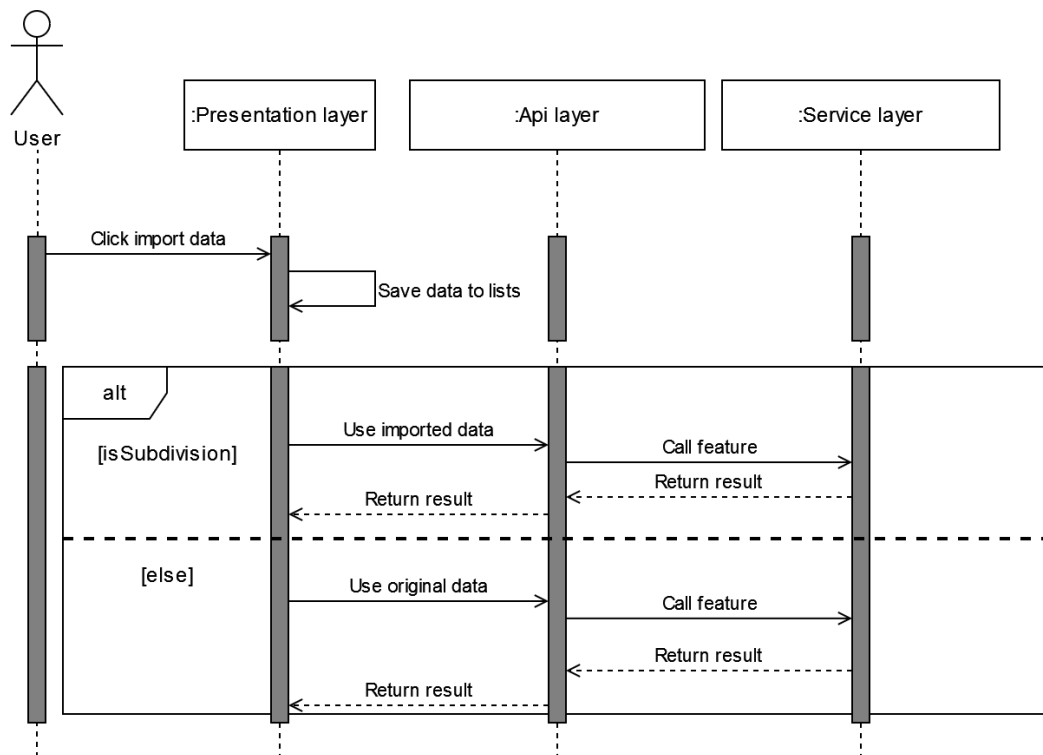 User
:Presentation layer
:Api layer
:Service layer
Click import data
Save data to lists
alt
[isSubdivision]
Use imported data
Call feature
Return result
Return result
[else]
Use original data
Call feature
Return result
Return result